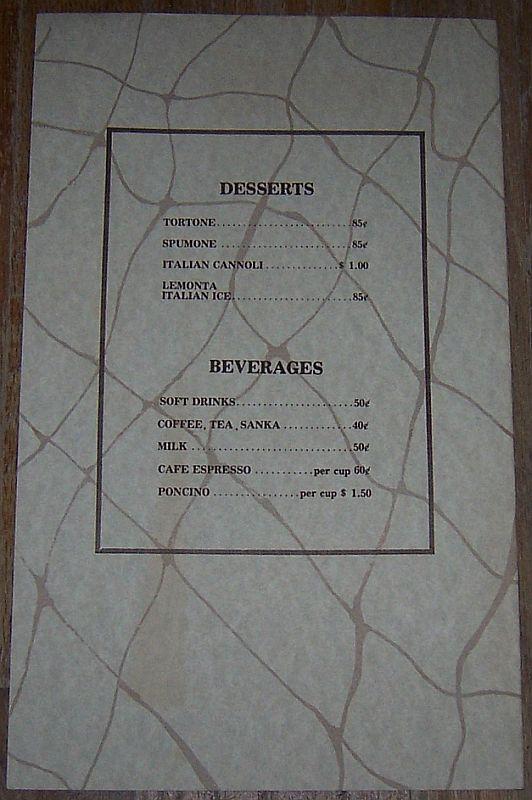 DESSERTS
TORTONE......................85¢
SPUMONE ......................85¢
ITALIAN CANNOLI.............$ 1.00
LEMONTA
ITALIAN ICE....................85¢
BEVERAGES
SOFT DRINKS....................50¢
COFFEE, TEA, SANKA ............40¢
MILK ............................50¢
CAFE ESPRESSO ..........per cup 60¢
PONCINO ...............per cup $ 1.50